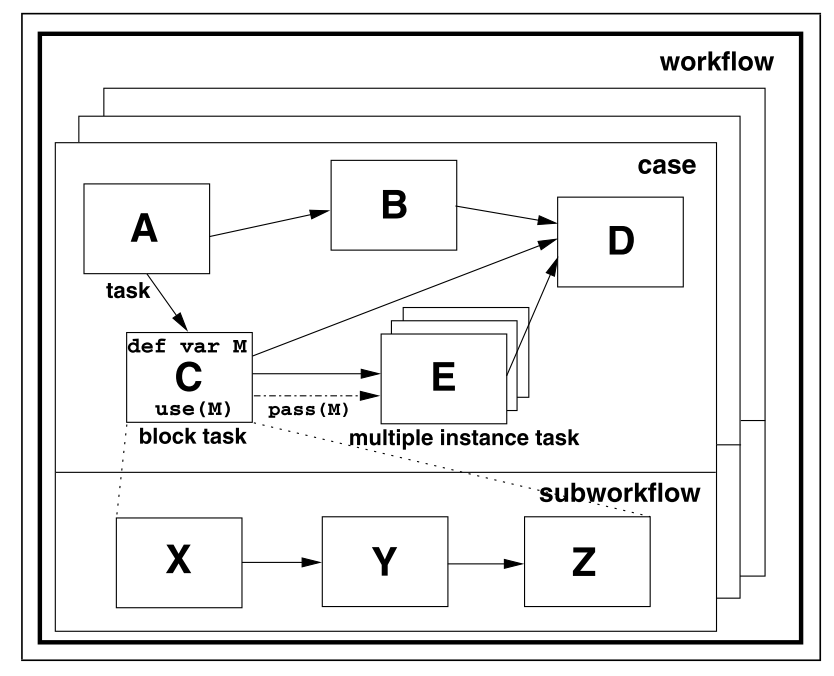 workflow
case
A
B
D
task
def var M
C
use(M)
pass(M)
E
block task
multiple instance task
subworkflow
X
Y
Z